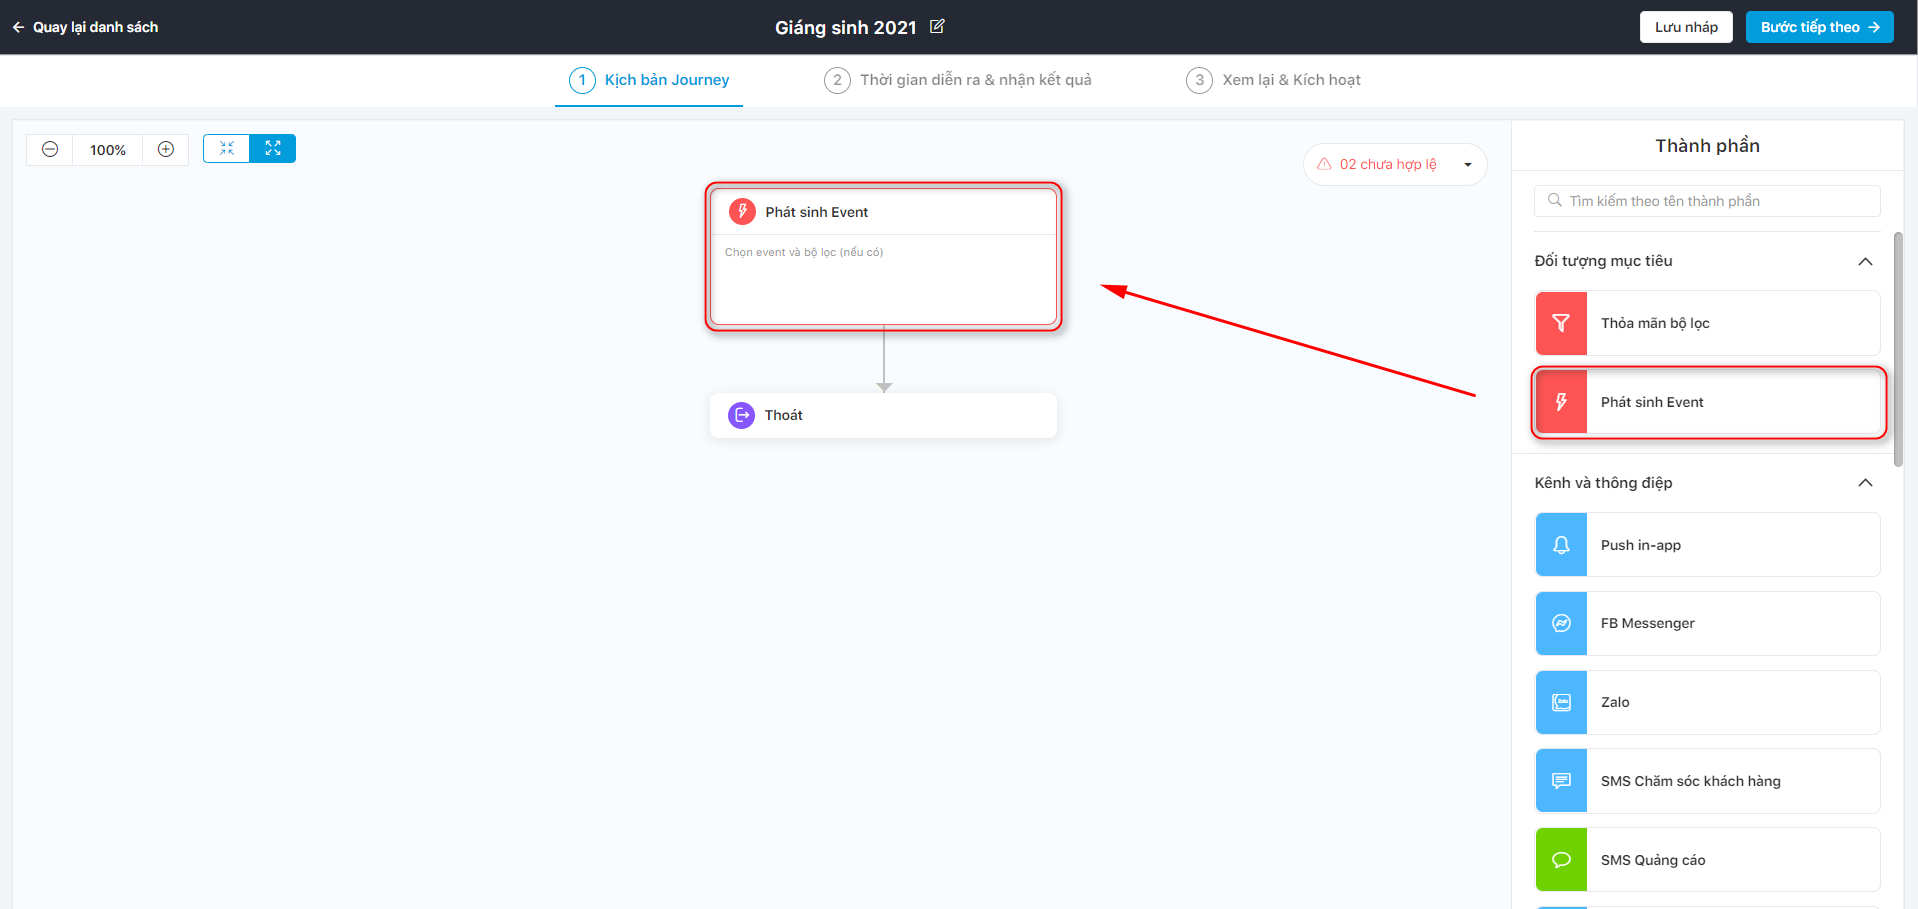 Quay lại danh sách
Giáng sinh 2021
Lưu nháp
Bước tiếp theo
1 Kịch bản Journey
2 Thời gian diễn ra & nhận kết quả
3 Xem lại & Kích hoạt
100%
02 chưa hợp lệ
Phát sinh Event
Chọn event và bộ lọc (nếu có)
Thoát
Thành phần
Tìm kiếm theo tên thành phần
Đối tượng mục tiêu
Thỏa mãn bộ lọc
Phát sinh Event
Kênh và thông điệp
Push in-app
FB Messenger
Zalo
SMS Chăm sóc khách hàng
SMS Quảng cáo